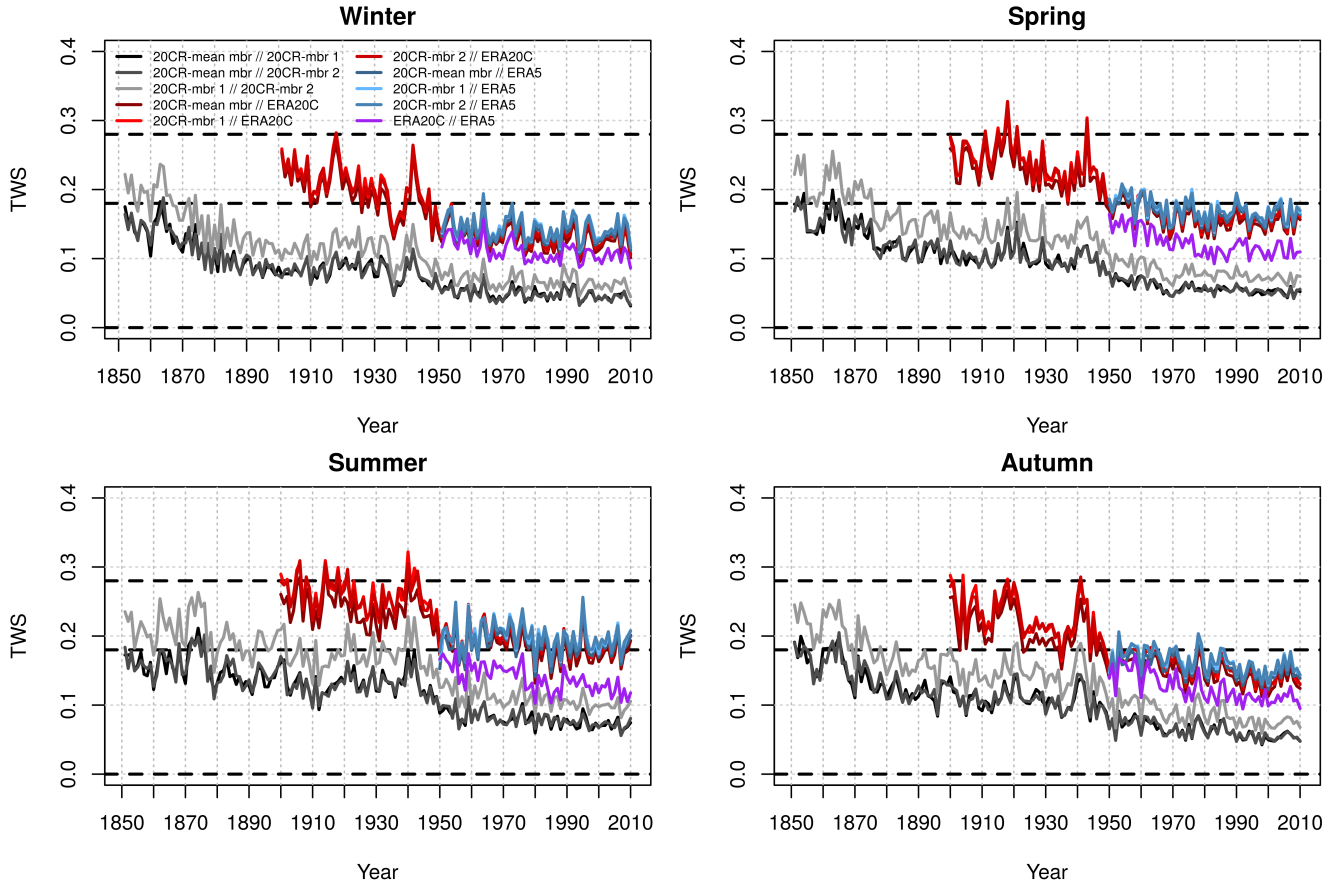 Winter
TWS
0.0 0.1 0.2 0.3 0.4
20CR-mean mbr // 20CR-mbr 1
20CR-mean mbr // 20CR-mbr 2
20CR-mbr 1 // 20CR-mbr 2
20CR-mean mbr // ERA20C
20CR-mbr 1 // ERA20C
20CR-mbr 2 // ERA20C
20CR-mean mbr // ERA5
20CR-mbr 1 // ERA5
20CR-mbr 2 // ERA5
ERA20C // ERA5
1850 1870 1890 1910 1930 1950 1970 1990 2010
Year
Spring
TWS
0.0 0.1 0.2 0.3 0.4
1850 1870 1890 1910 1930 1950 1970 1990 2010
Year
Summer
TWS
0.0 0.1 0.2 0.3 0.4
1850 1870 1890 1910 1930 1950 1970 1990 2010
Year
Autumn
TWS
0.0 0.1 0.2 0.3 0.4
1850 1870 1890 1910 1930 1950 1970 1990 2010
Year